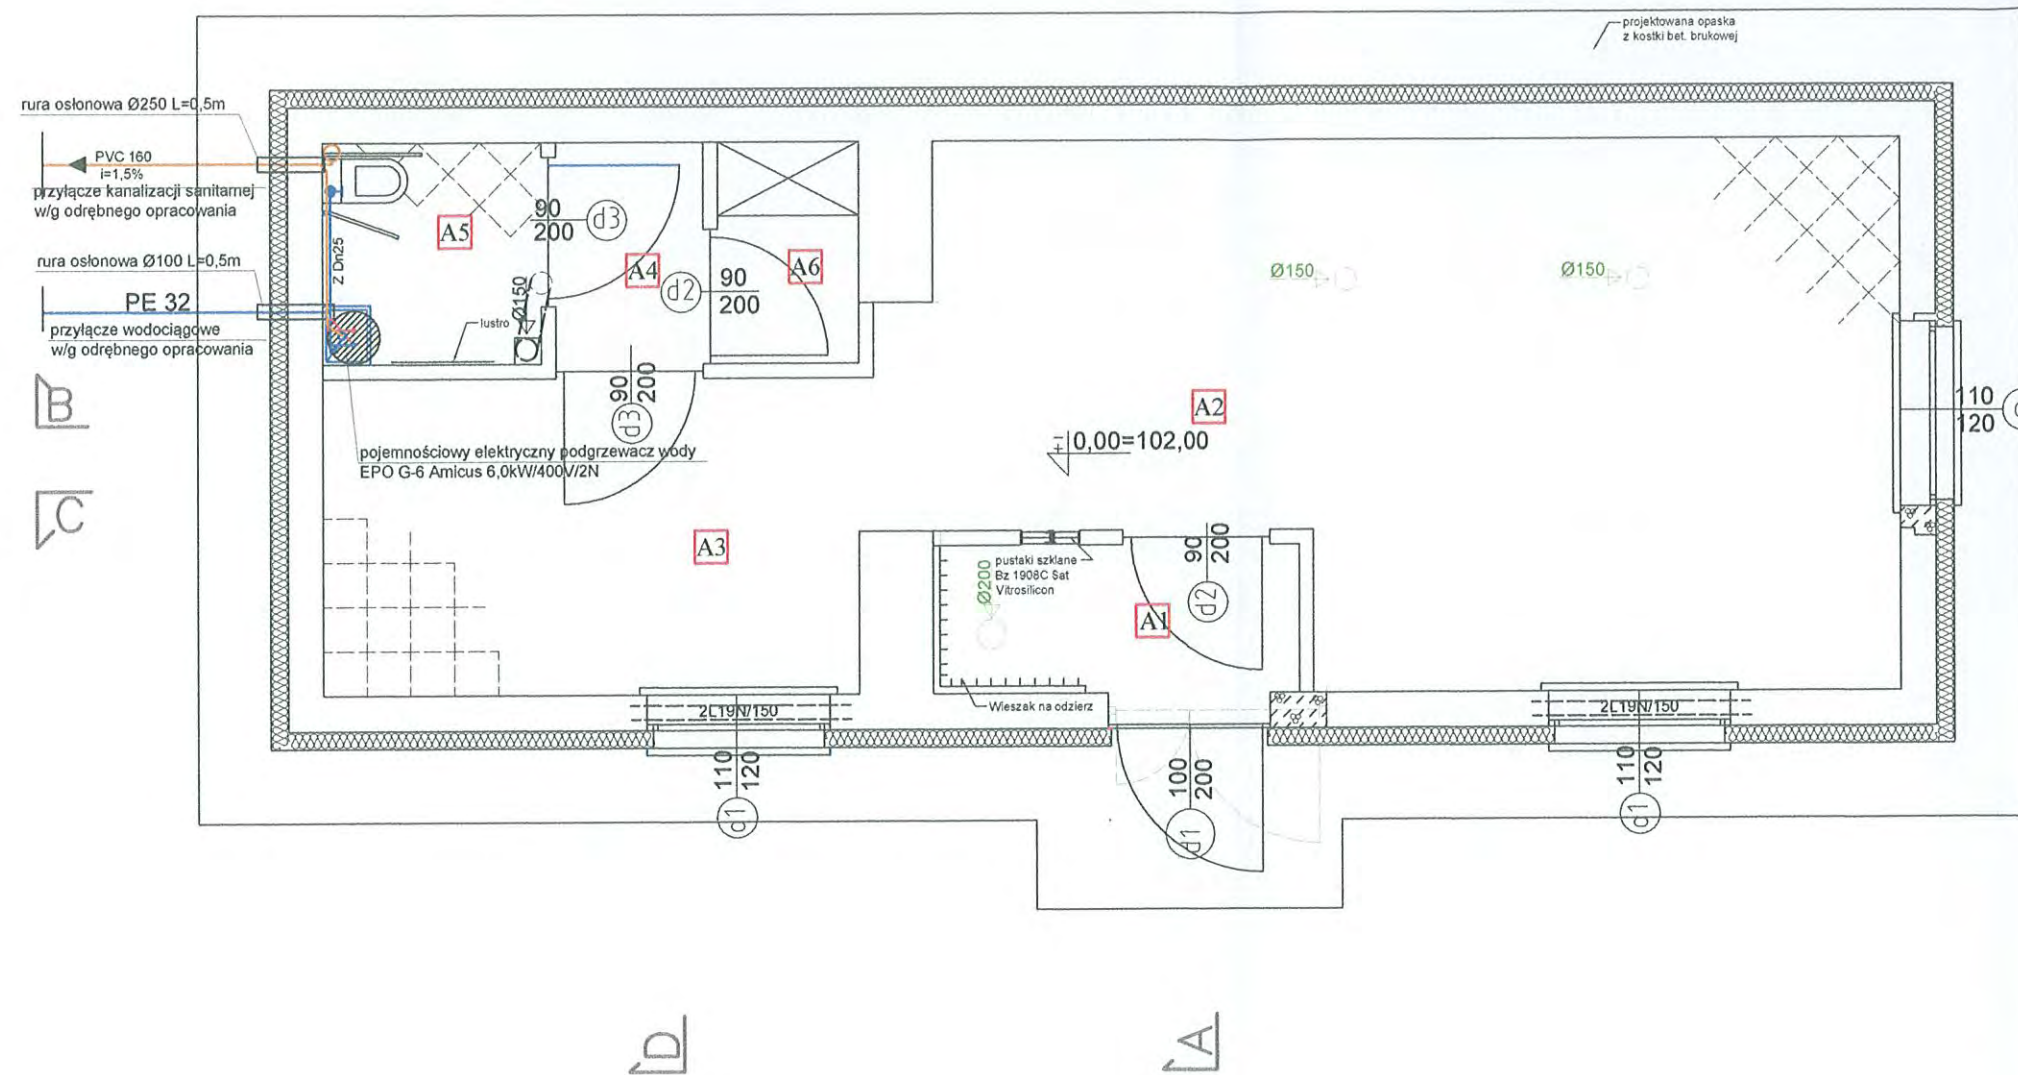 projektowana opaska
z kostki bet. brukowej
rura osłonowa Ø250 L=0,5m
PVC 160
i=1,5%
przyłącze kanalizacji sanitarnej
w/g odrębnego opracowania
rura osłonowa Ø100 L=0,5m
PE 32
przyłącze wodociągowe
w/g odrębnego opracowania
Z Dn25
A5
90
200
d3
A4
d2
90
200
A6
Ø150
lustro
Ø150
Ø150
90
200
d3
pojemnościowy elektryczny podgrzewacz wody
EPO G-6 Amicus 6,0kW/400V/2N
A2
0,00=102,00
110
120
B
C
A3
pustaki szklane
Bz 1908C Sat
Vitrosilicon
Ø200
90
200
d2
A1
Wieszak na odzierz
2L19N/150
2L19N/150
110
120
d1
100
200
d1
110
120
d1
D
A